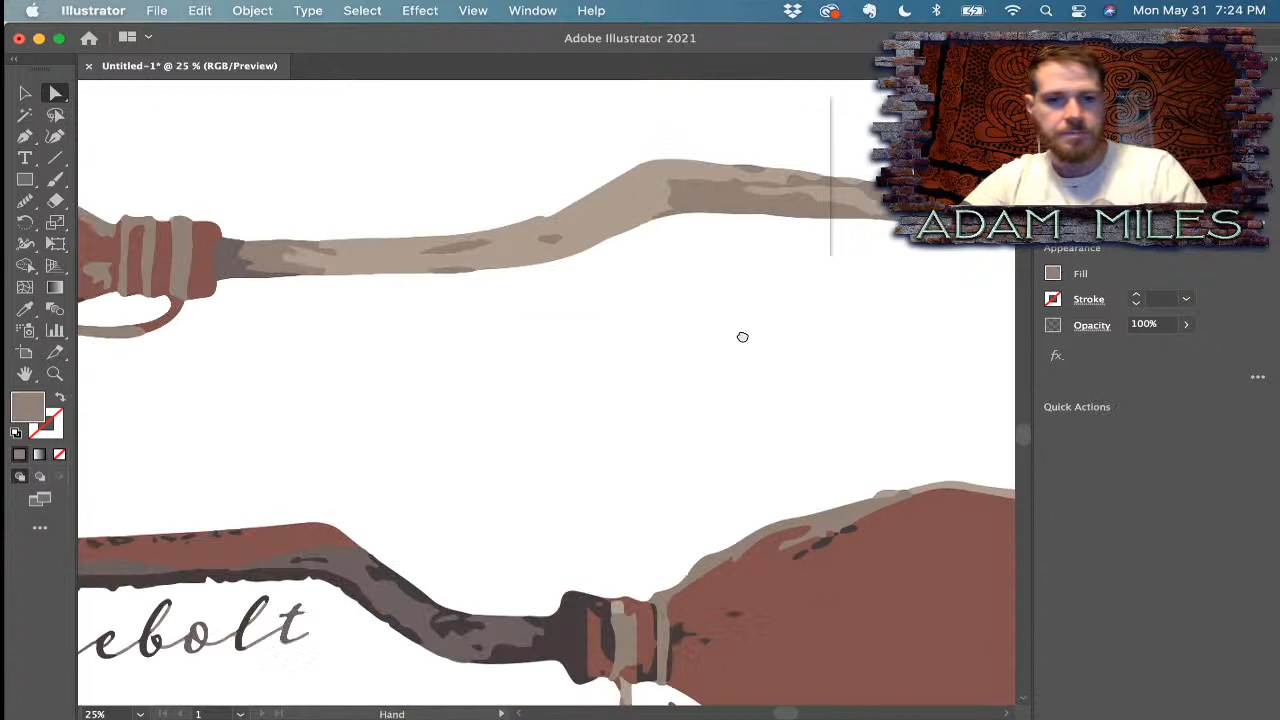 Illustrator File Edit Object Type Select Effect View Window Help Mon May 31 7:24 PM
Adobe Illustrator 2021
Untitled-1* @ 25 % (RGB/Preview)
ADAM MILES
Appearance
Fill
Stroke
Opacity 100%
fx.
Quick Actions
ebolt
25% 1 Hand